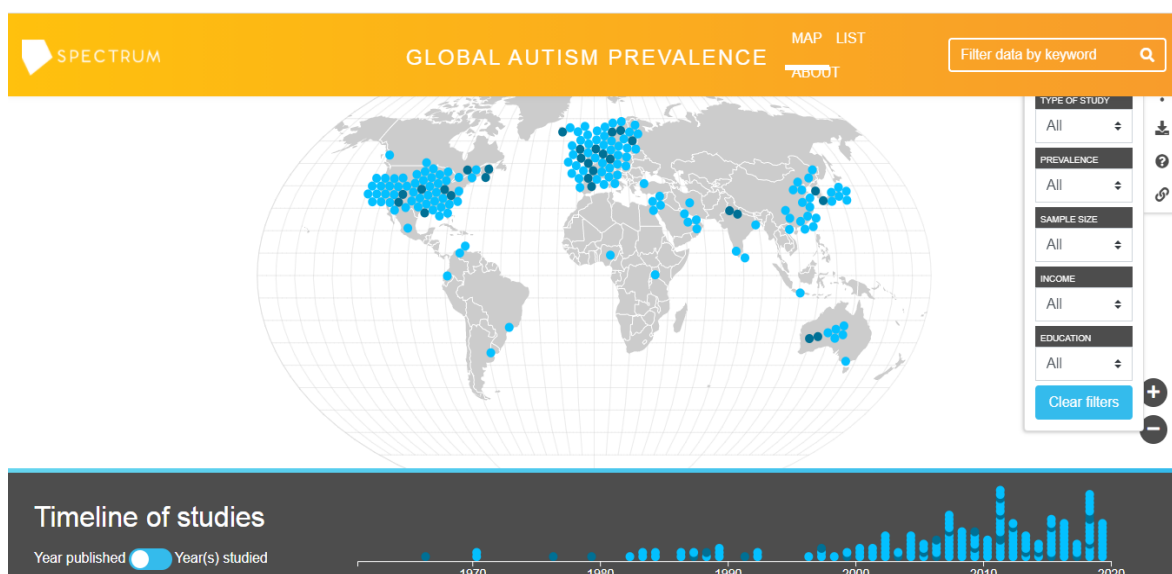 SPECTRUM
GLOBAL AUTISM PREVALENCE
MAP LIST
ABOUT
Filter data by keyword
TYPE OF STUDY
All
PREVALENCE
All
SAMPLE SIZE
All
INCOME
All
EDUCATION
All
Clear filters
Timeline of studies
Year published Year(s) studied
1970 1980 1990 2000 2010 2020